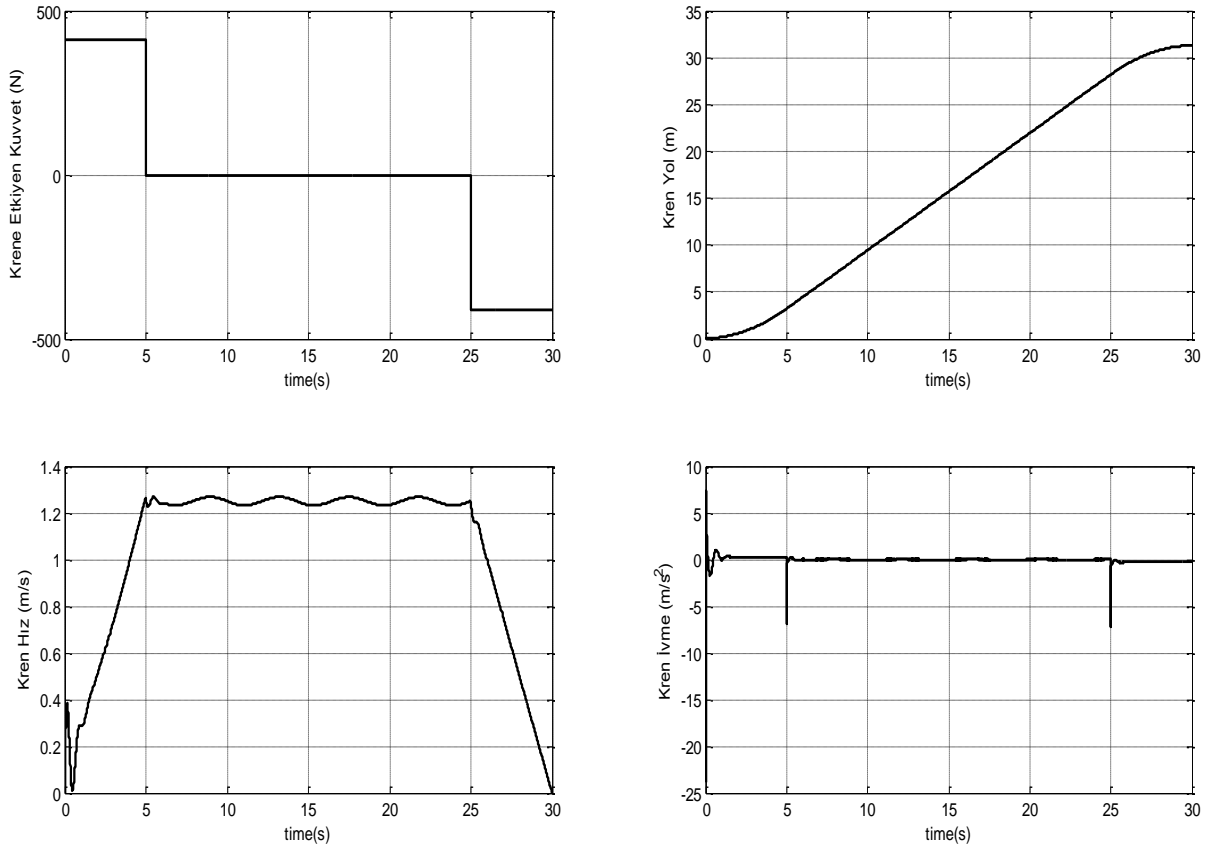 500
0
-500
0 5 10 15 20 25 30
Krene Etkiyen Kuvvet (N)
time(s)
35
30
25
20
15
10
5
0
0 5 10 15 20 25 30
Kren Yol (m)
time(s)
1.4
1.2
1
0.8
0.6
0.4
0.2
0
0 5 10 15 20 25 30
Kren Hız (m/s)
time(s)
10
5
0
-5
-10
-15
-20
-25
0 5 10 15 20 25 30
Kren İvme (m/s²)
time(s)